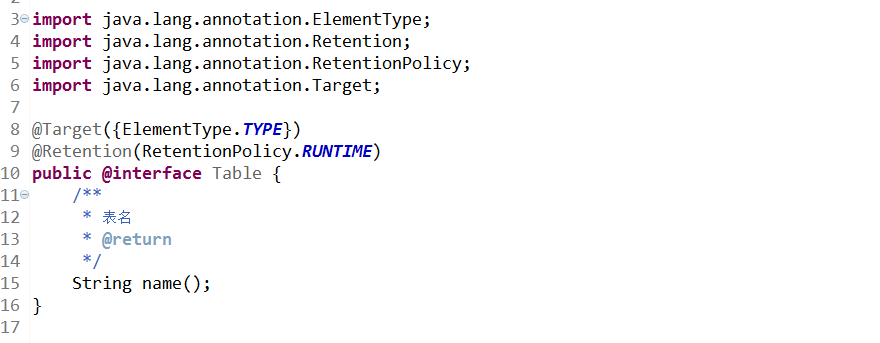 3 import java.lang.annotation.ElementType;
4 import java.lang.annotation.Retention;
5 import java.lang.annotation.RetentionPolicy;
6 import java.lang.annotation.Target;
7
8 @Target({ElementType.TYPE})
9 @Retention(RetentionPolicy.RUNTIME)
10 public @interface Table {
11 /**
12 * 表名
13 * @return
14 */
15 String name();
16 }
17